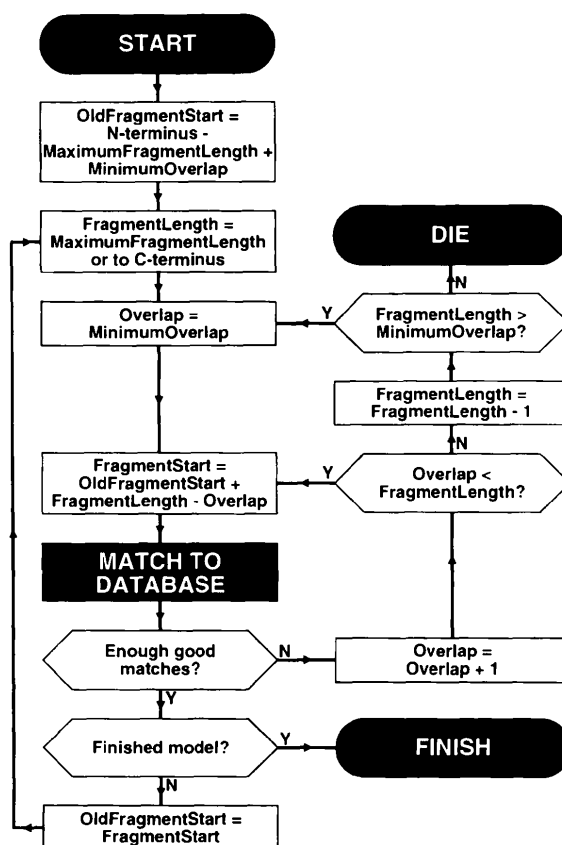 START
OldFragmentStart =
N-terminus -
MaximumFragmentLength +
MinimumOverlap
FragmentLength =
MaximumFragmentLength
or to C-terminus
Overlap =
MinimumOverlap
FragmentStart =
OldFragmentStart +
FragmentLength - Overlap
MATCH TO
DATABASE
Enough good
matches?
N
Y
Finished model?
Y
N
OldFragmentStart =
FragmentStart
DIE
N
FragmentLength >
MinimumOverlap?
Y
FragmentLength =
FragmentLength - 1
N
Overlap <
FragmentLength?
Y
Overlap =
Overlap + 1
FINISH